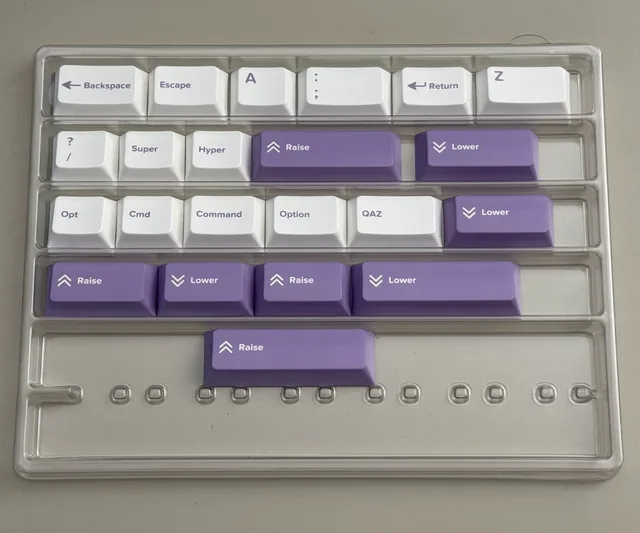 Backspace
Escape
A
:
;
Return
Z
?
/
Super
Hyper
Raise
Lower
Opt
Cmd
Command
Option
QAZ
Lower
Raise
Lower
Raise
Lower
Raise